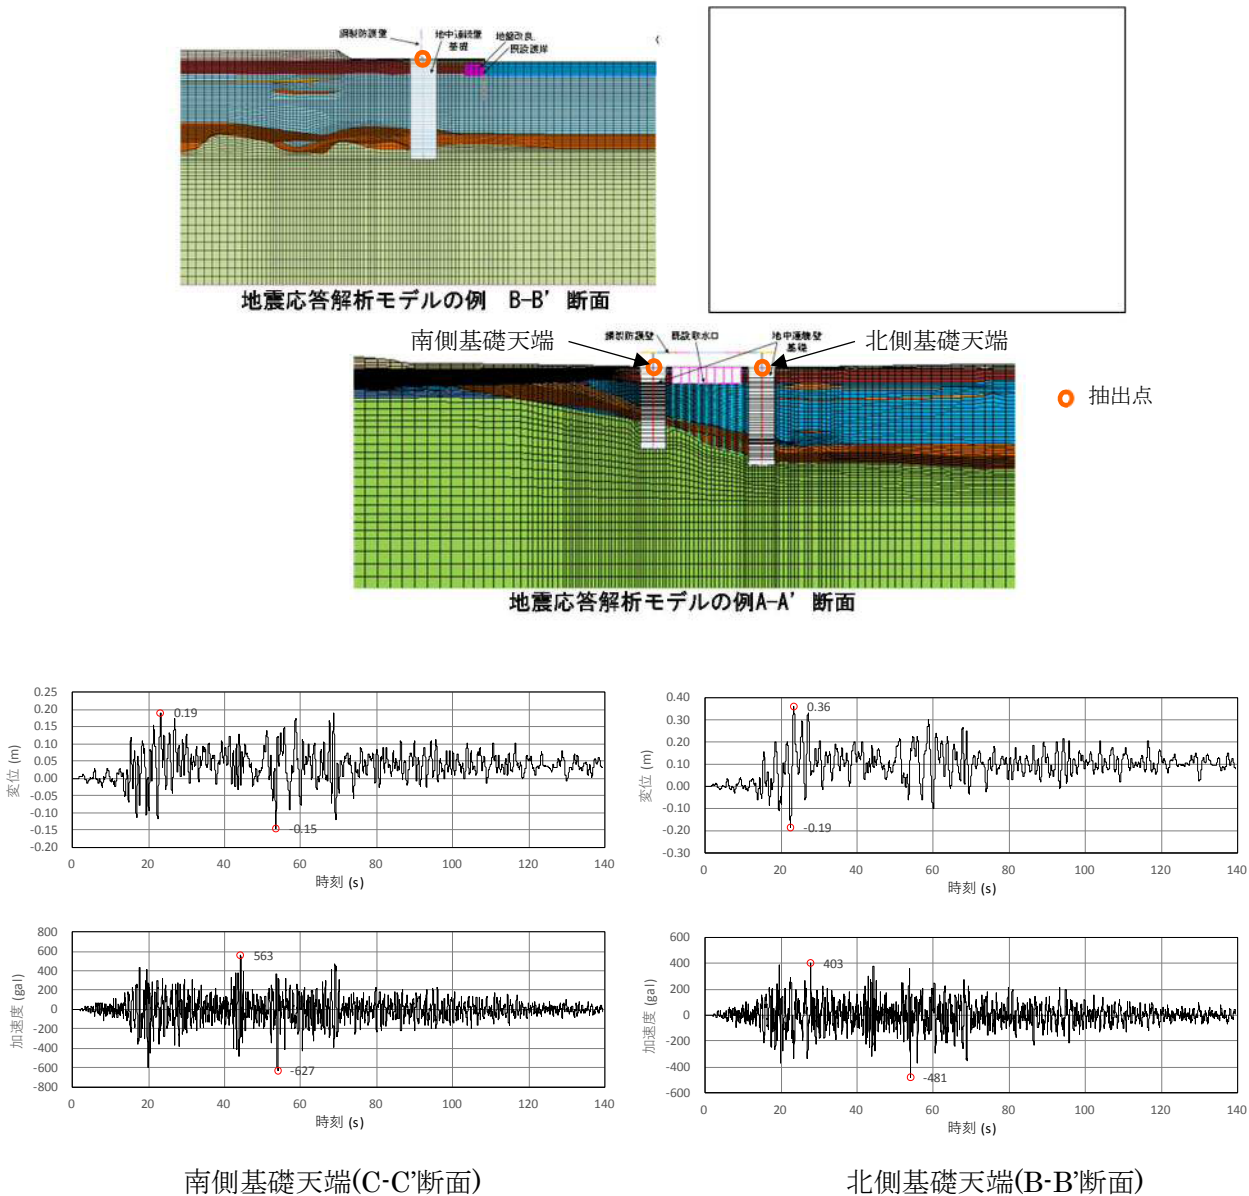 鋼製防護壁
地中連続壁
基礎
地盤改良
既設護岸
地震応答解析モデルの例 B-B’ 断面
南側基礎天端
鋼製防護壁
既設取水口
地中連続壁
基礎
北側基礎天端
抽出点
地震応答解析モデルの例A-A’ 断面
0.25
0.20
0.15
0.10
0.05
0.00
-0.05
-0.10
-0.15
-0.20
変位 (m)
0.19
-0.15
0 20 40 60 80 100 120 140
時刻 (s)
0.40
0.30
0.20
0.10
0.00
-0.10
-0.20
-0.30
変位 (m)
0.36
-0.19
0 20 40 60 80 100 120 140
時刻 (s)
800
600
400
200
0
-200
-400
-600
-800
加速度 (gal)
563
-627
0 20 40 60 80 100 120 140
時刻 (s)
600
400
200
0
-200
-400
-600
加速度 (gal)
403
-481
0 20 40 60 80 100 120 140
時刻 (s)
南側基礎天端(C-C’断面)
北側基礎天端(B-B’断面)